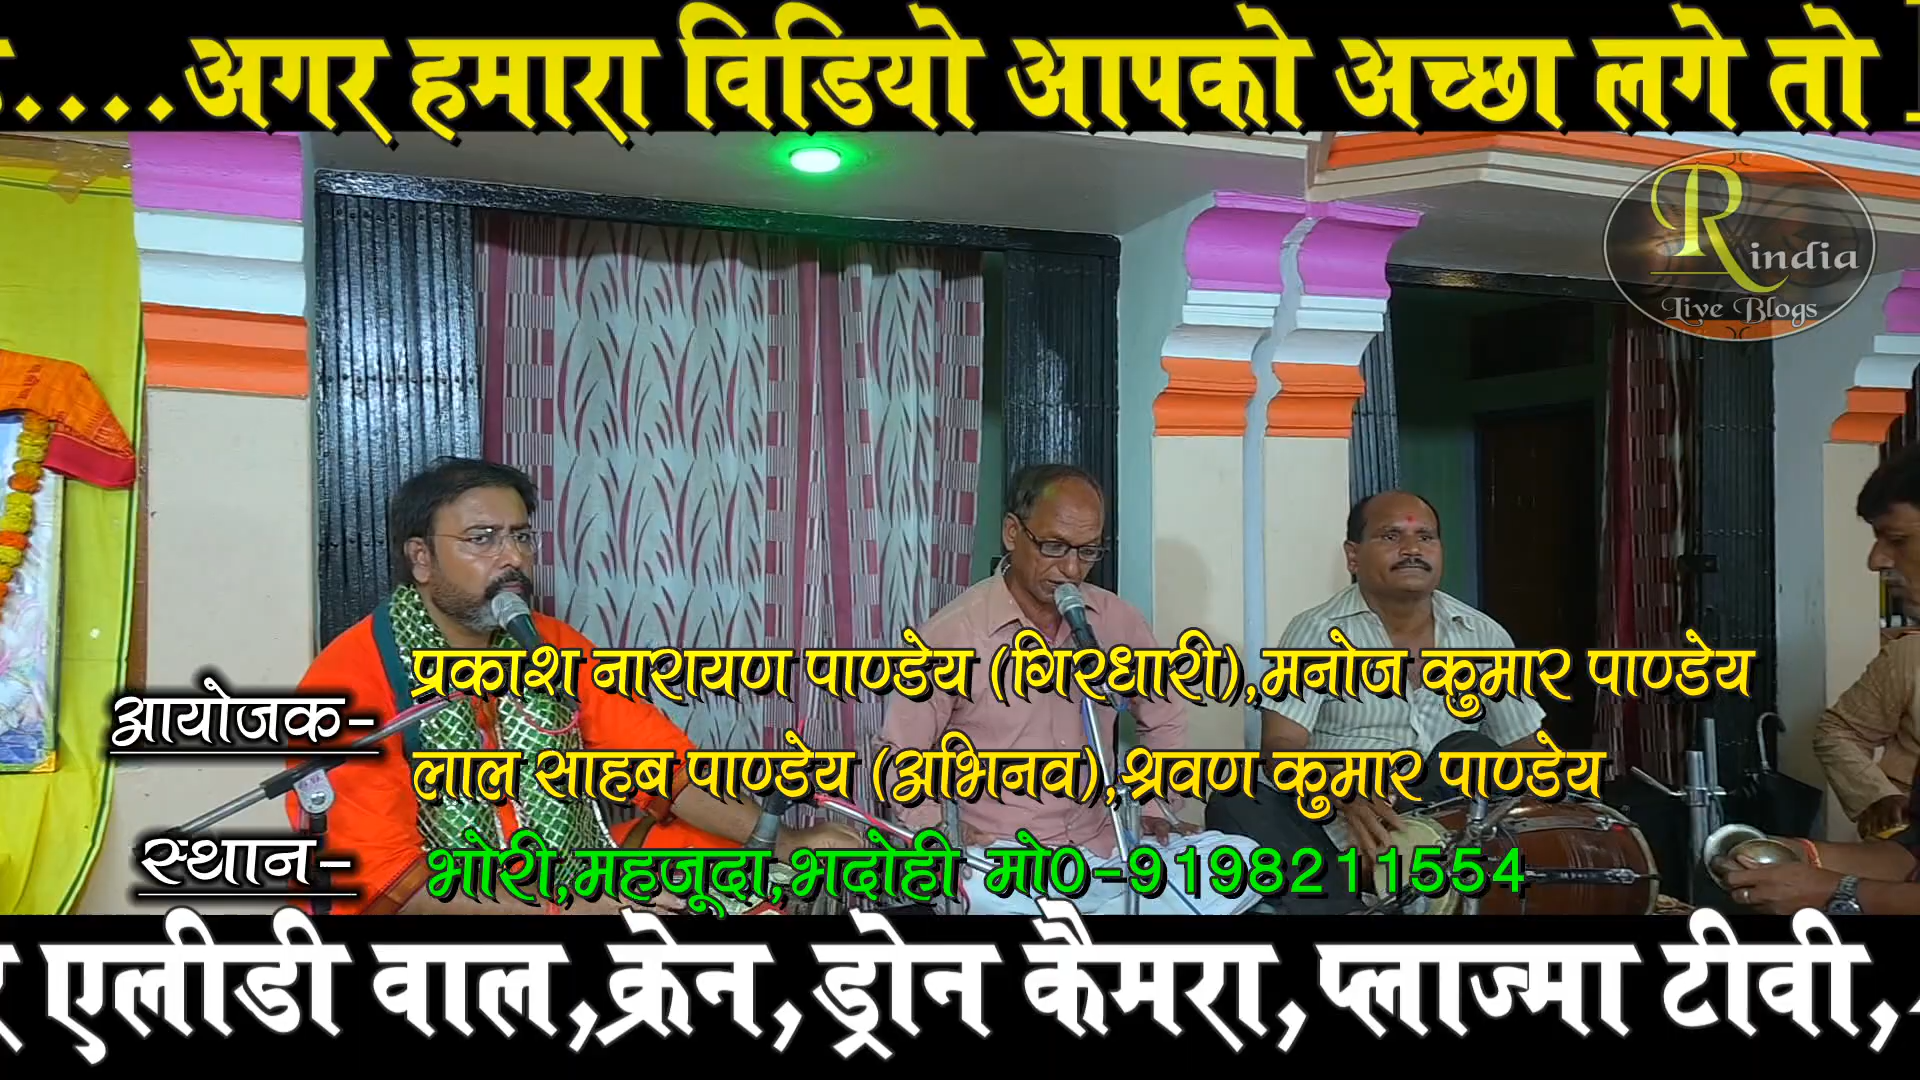 ....अगर हमारा विडियो आपको अच्छा लगे तो
Rindia
Live Blogs
आयोजक-
प्रकाश नारायण पाण्डेय (गिरधारी),मनोज कुमार पाण्डेय
लाल साहब पाण्डेय (अभिनव),श्रवण कुमार पाण्डेय
स्थान-
भोरी,महजूदा,भदोही मो0-9198211554
एलीडी वाल,क्रेन,ड्रोन कैमरा,प्लाज्मा टीवी,